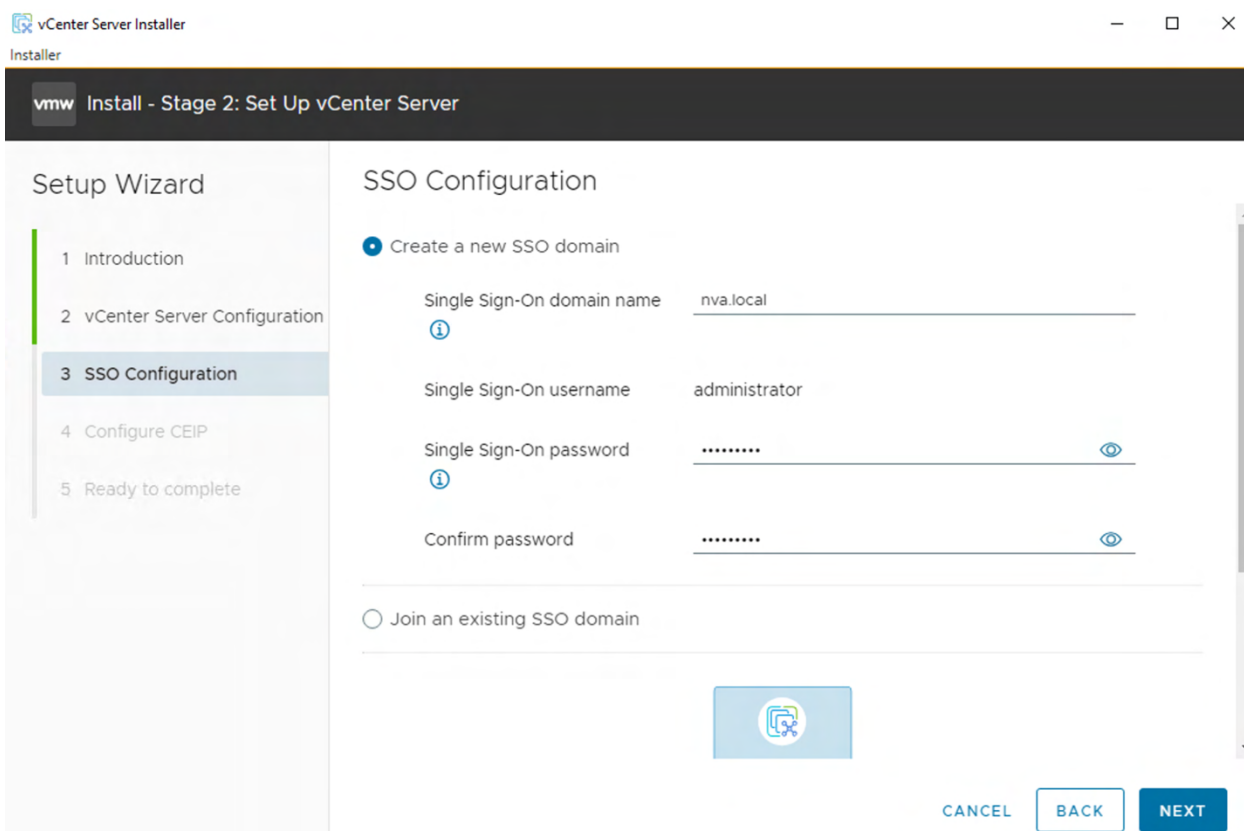 vCenter Server Installer
Installer
vmw Install - Stage 2: Set Up vCenter Server
Setup Wizard
1 Introduction
2 vCenter Server Configuration
3 SSO Configuration
4 Configure CEIP
5 Ready to complete
SSO Configuration
Create a new SSO domain
Single Sign-On domain name nva.local
Single Sign-On username administrator
Single Sign-On password •••••••••
Confirm password •••••••••
Join an existing SSO domain
CANCEL BACK NEXT